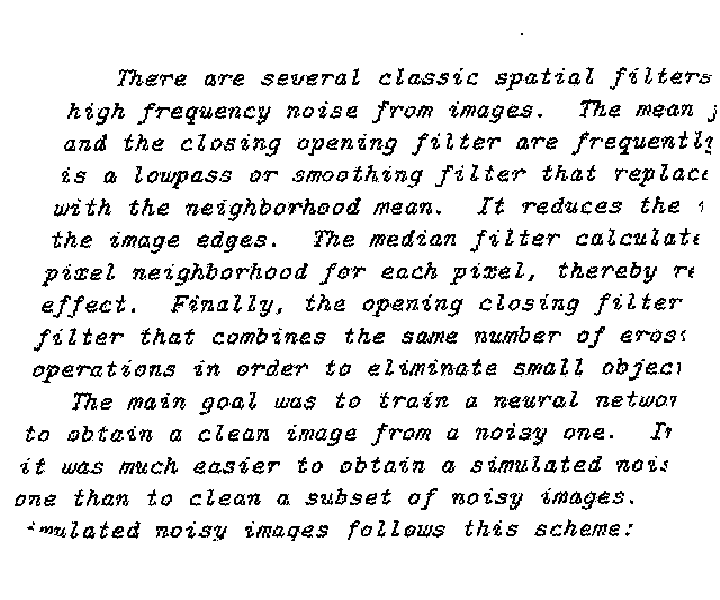 There are several classic spatial filters
high frequency noise from images. The mean
and the closing opening filter are frequently
is a lowpass or smoothing filter that replace
with the neighborhood mean. It reduces the
the image edges. The median filter calculate
pixel neighborhood for each pixel, thereby re
effect. Finally, the opening closing filter
filter that combines the same number of eros
operations in order to eliminate small object
The main goal was to train a neural networ
to obtain a clean image from a noisy one. In
it was much easier to obtain a simulated nois
one than to clean a subset of noisy images.
imulated noisy images follows this scheme: